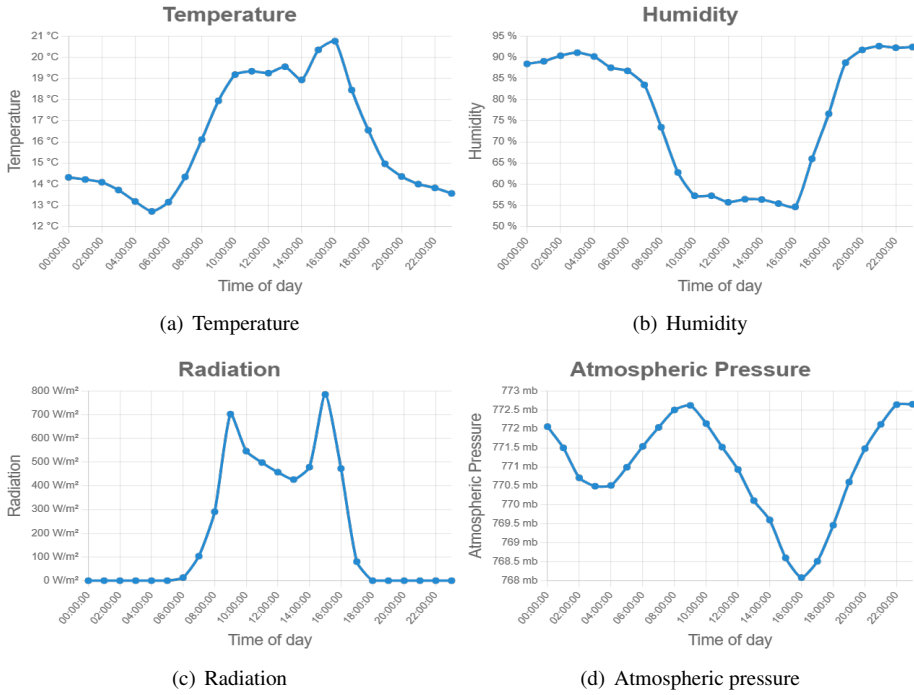 Temperature
21 °C
20 °C
19 °C
18 °C
17 °C
16 °C
15 °C
14 °C
13 °C
12 °C
Temperature
00:00:00
02:00:00
04:00:00
06:00:00
08:00:00
10:00:00
12:00:00
14:00:00
16:00:00
18:00:00
20:00:00
22:00:00
Time of day
(a) Temperature
Humidity
95 %
90 %
85 %
80 %
75 %
70 %
65 %
60 %
55 %
50 %
Humidity
00:00:00
02:00:00
04:00:00
06:00:00
08:00:00
10:00:00
12:00:00
14:00:00
16:00:00
18:00:00
20:00:00
22:00:00
Time of day
(b) Humidity
Radiation
800 W/m²
700 W/m²
600 W/m²
500 W/m²
400 W/m²
300 W/m²
200 W/m²
100 W/m²
0 W/m²
Radiation
00:00:00
02:00:00
04:00:00
06:00:00
08:00:00
10:00:00
12:00:00
14:00:00
16:00:00
18:00:00
20:00:00
22:00:00
Time of day
(c) Radiation
Atmospheric Pressure
773 mb
772.5 mb
772 mb
771.5 mb
771 mb
770.5 mb
770 mb
769.5 mb
769 mb
768.5 mb
768 mb
Atmospheric Pressure
00:00:00
02:00:00
04:00:00
06:00:00
08:00:00
10:00:00
12:00:00
14:00:00
16:00:00
18:00:00
20:00:00
22:00:00
Time of day
(d) Atmospheric pressure